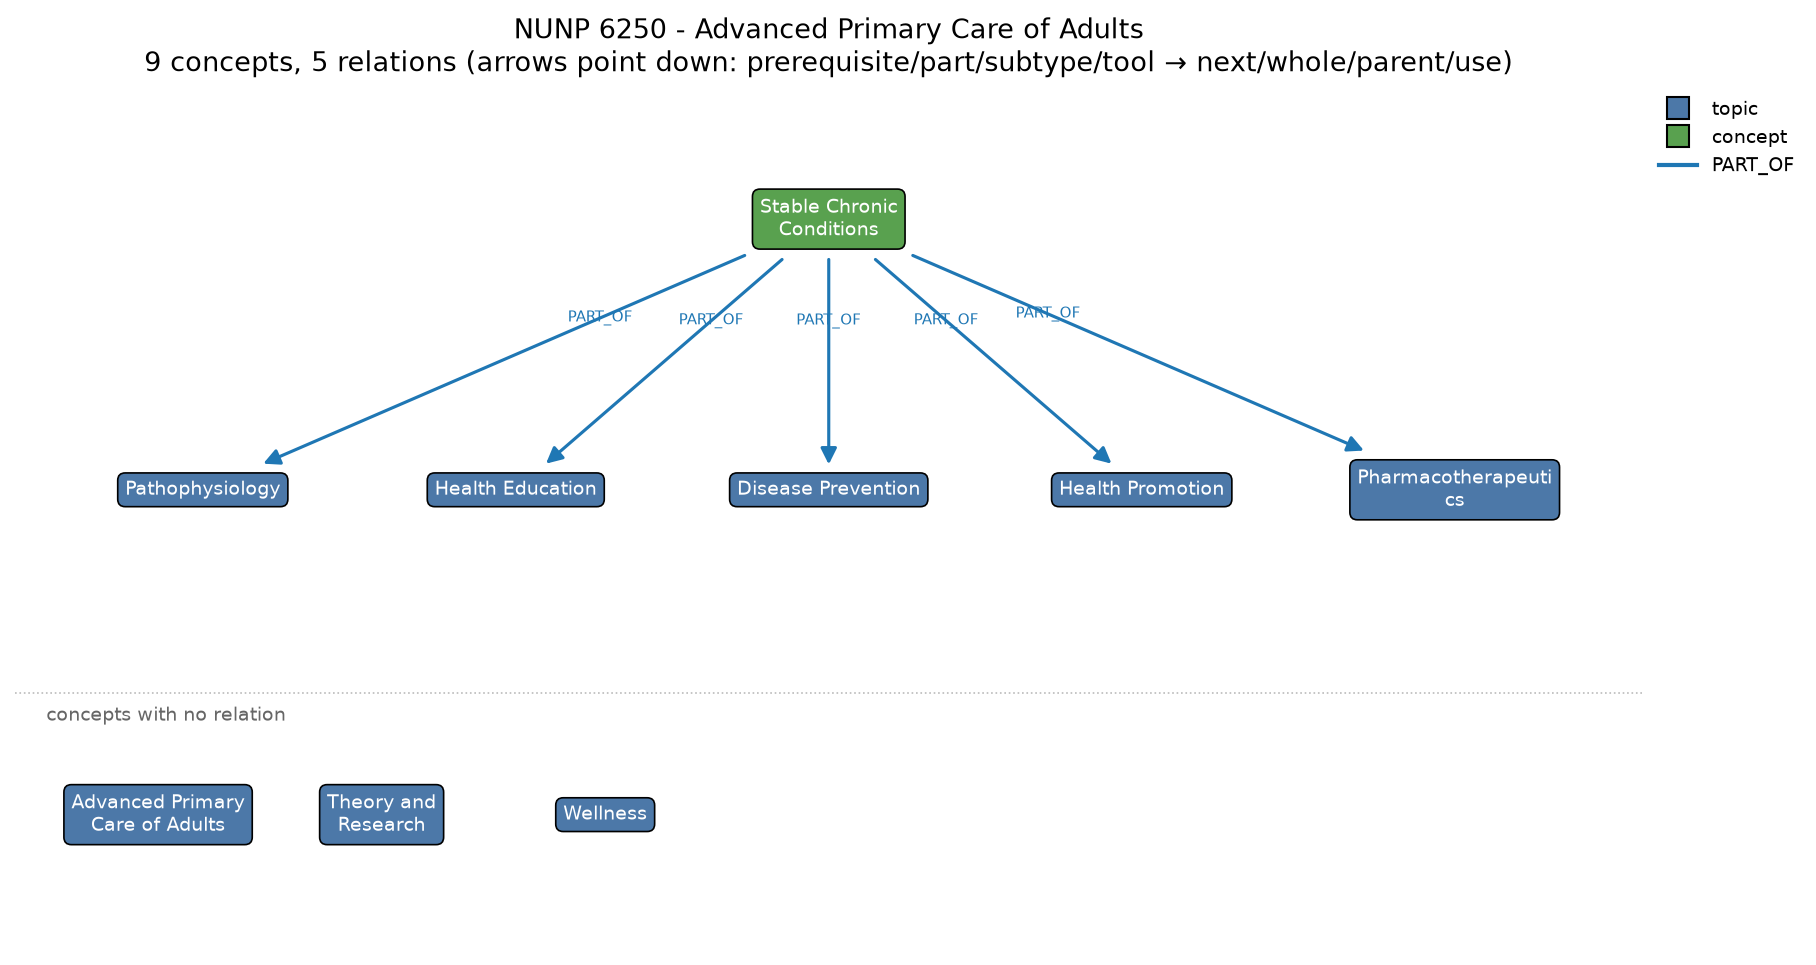 NUNP 6250 - Advanced Primary Care of Adults
9 concepts, 5 relations (arrows point down: prerequisite/part/subtype/tool → next/whole/parent/use)
topic
concept
PART_OF
Stable Chronic
Conditions
PART_OF
PART_OF
PART_OF
PART_OF
PART_OF
Pathophysiology
Health Education
Disease Prevention
Health Promotion
Pharmacotherapeuti
cs
concepts with no relation
Advanced Primary
Care of Adults
Theory and
Research
Wellness